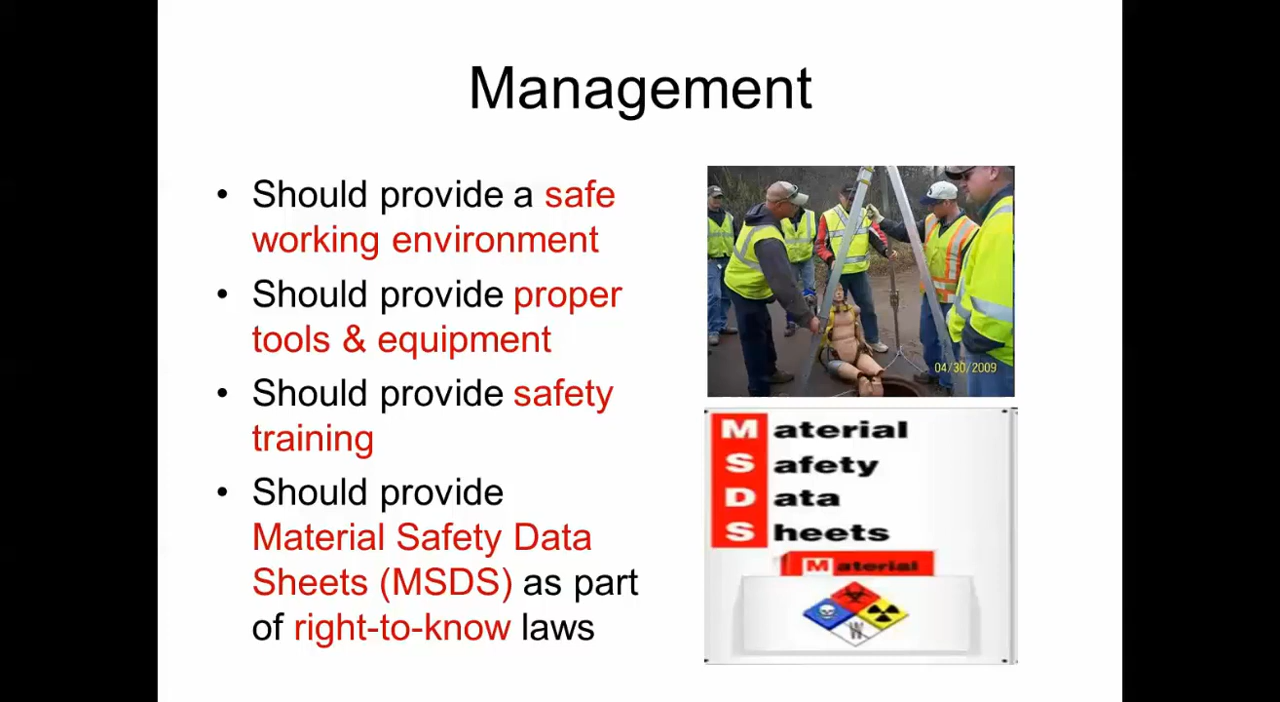 Management
• Should provide a safe
working environment
• Should provide proper
tools & equipment
• Should provide safety
training
• Should provide
Material Safety Data
Sheets (MSDS) as part
of right-to-know laws
04/30/2009
Material
Safety
Data
Sheets
Material